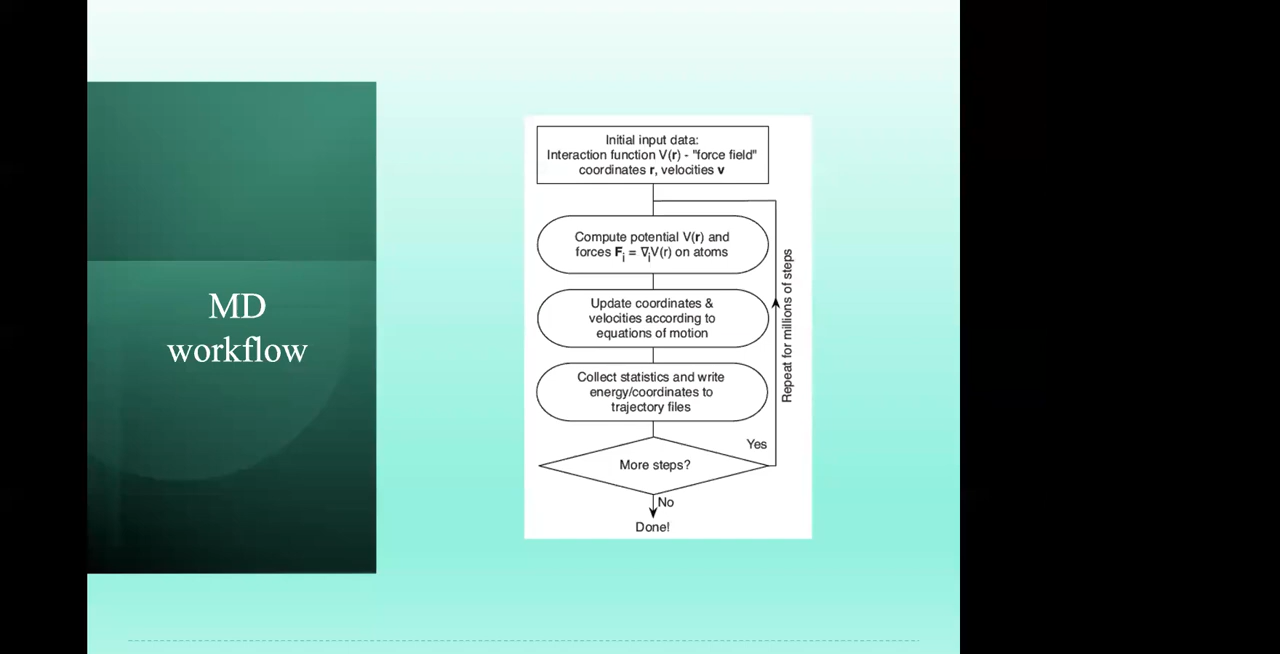 MD
workflow
Initial input data:
Interaction function V(r) - "force field"
coordinates r, velocities v
Compute potential V(r) and
forces Fi = ∇iV(r) on atoms
Repeat for millions of steps
Update coordinates &
velocities according to
equations of motion
Collect statistics and write
energy/coordinates to
trajectory files
Yes
More steps?
No
Done!